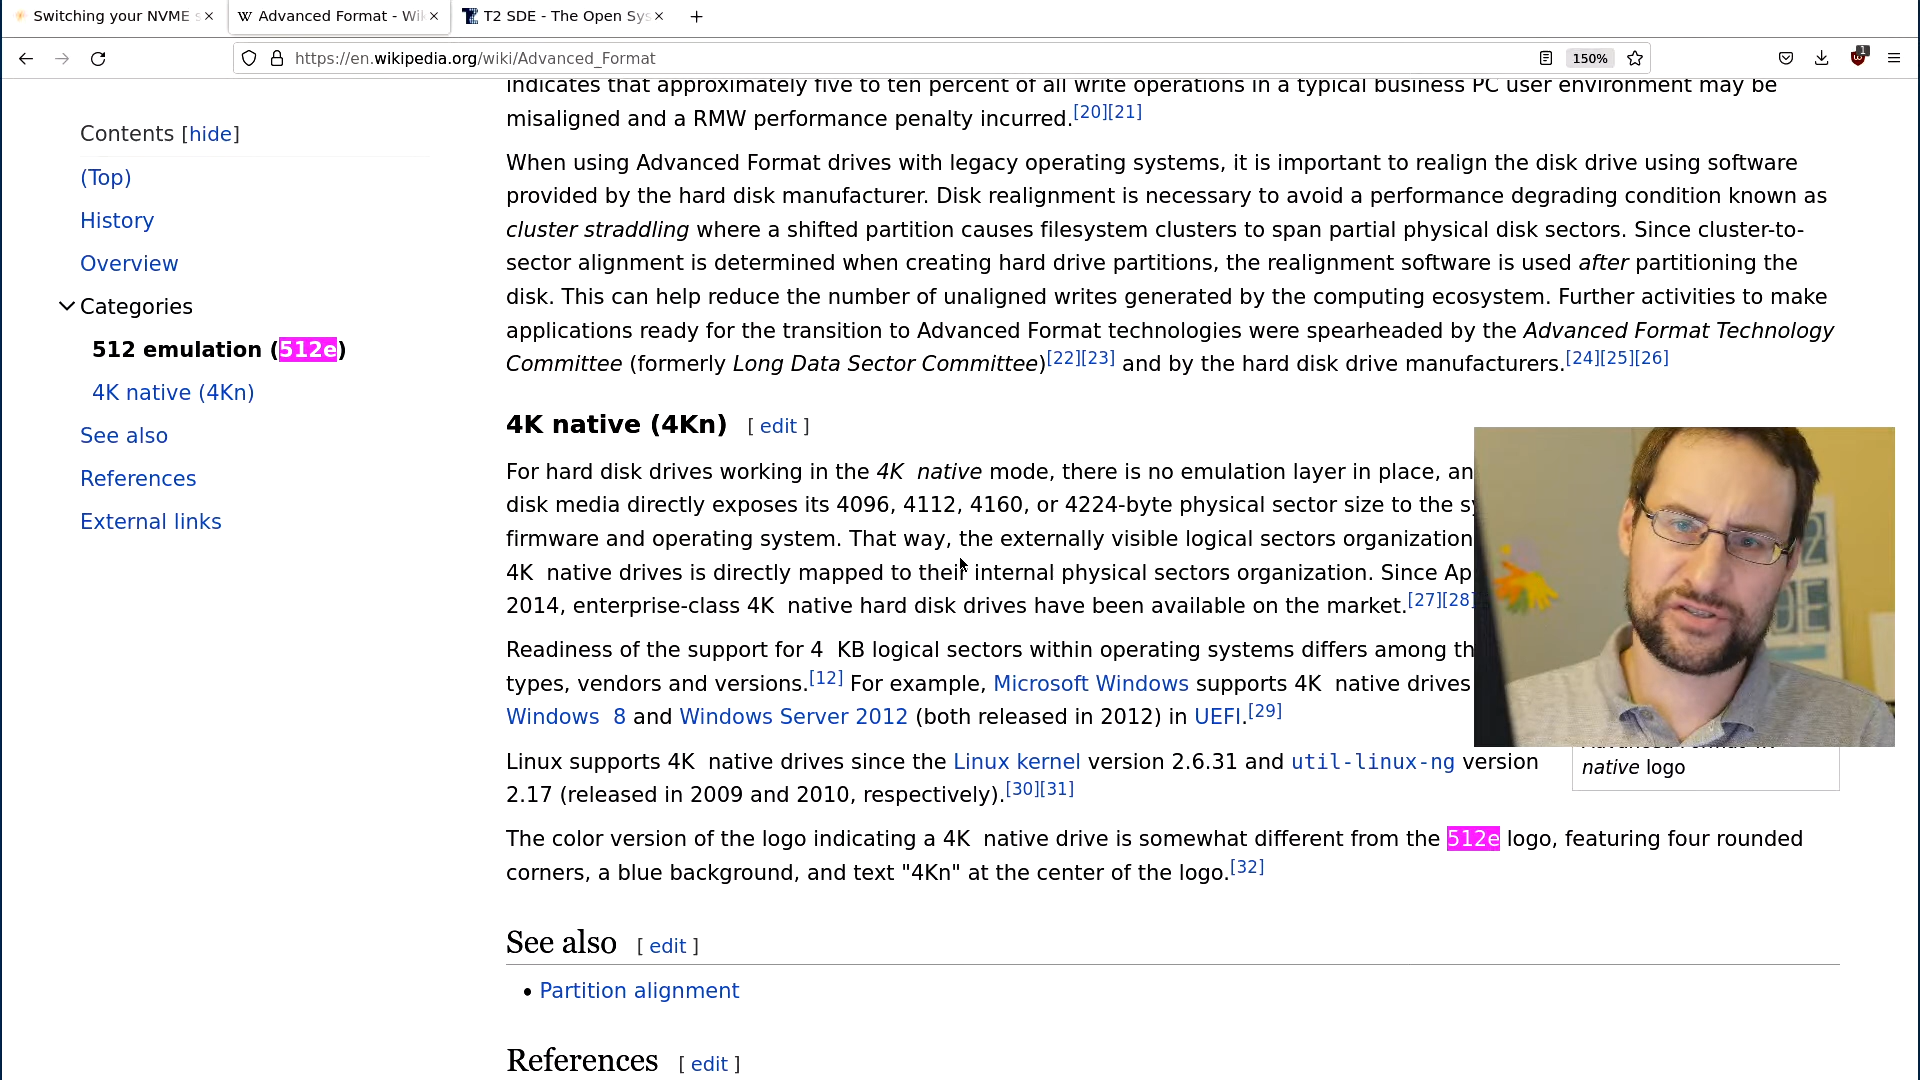 Switching your NVME
Advanced Format - Wi
T2 SDE - The Open Sy
https://en.wikipedia.org/wiki/Advanced_Format
150%
1
Contents [hide]
(Top)
History
Overview
Categories
512 emulation (512e)
4K native (4Kn)
See also
References
External links
indicates that approximately five to ten percent of all write operations in a typical business PC user environment may be
misaligned and a RMW performance penalty incurred.[20][21]
When using Advanced Format drives with legacy operating systems, it is important to realign the disk drive using software
provided by the hard disk manufacturer. Disk realignment is necessary to avoid a performance degrading condition known as
cluster straddling where a shifted partition causes filesystem clusters to span partial physical disk sectors. Since cluster-to-
sector alignment is determined when creating hard drive partitions, the realignment software is used after partitioning the
disk. This can help reduce the number of unaligned writes generated by the computing ecosystem. Further activities to make
applications ready for the transition to Advanced Format technologies were spearheaded by the Advanced Format Technology
Committee (formerly Long Data Sector Committee)[22][23] and by the hard disk drive manufacturers.[24][25][26]
4K native (4Kn) [ edit ]
For hard disk drives working in the 4K native mode, there is no emulation layer in place, an
disk media directly exposes its 4096, 4112, 4160, or 4224-byte physical sector size to the sy
firmware and operating system. That way, the externally visible logical sectors organization
4K native drives is directly mapped to their internal physical sectors organization. Since Ap
2014, enterprise-class 4K native hard disk drives have been available on the market.[27][28]
Readiness of the support for 4 KB logical sectors within operating systems differs among th
types, vendors and versions.[12] For example, Microsoft Windows supports 4K native drives
Windows 8 and Windows Server 2012 (both released in 2012) in UEFI.[29]
native logo
Linux supports 4K native drives since the Linux kernel version 2.6.31 and util-linux-ng version
2.17 (released in 2009 and 2010, respectively).[30][31]
The color version of the logo indicating a 4K native drive is somewhat different from the 512e logo, featuring four rounded
corners, a blue background, and text "4Kn" at the center of the logo.[32]
See also [ edit ]
• Partition alignment
References [ edit ]